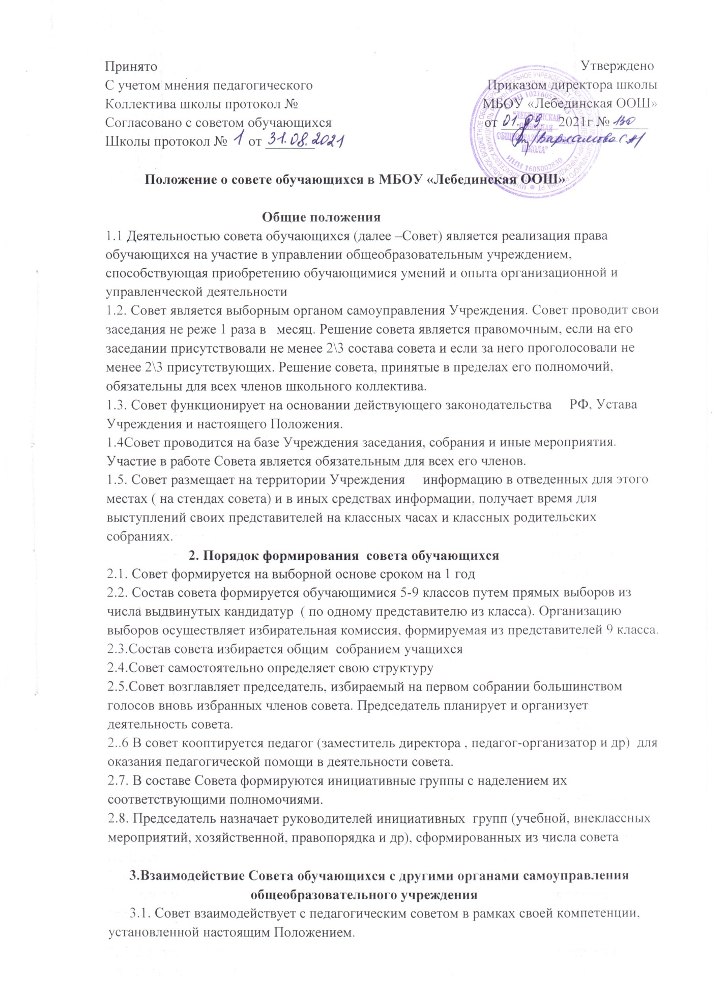 Принято Утверждено
С учетом мнения педагогического Приказом директора школы
Коллектива школы протокол № МБОУ «Лебединская ООШ»
Согласовано с советом обучающихся от 01.09. 2021г № 130
Школы протокол № 1 от 31.08.2021 /Варламова С.А/
"ЛЕБЕДИНСКАЯ
ОСНОВНАЯ
ШКОЛА"
ИНН 1605002830
Положение о совете обучающихся в МБОУ «Лебединская ООШ»
Общие положения
1.1 Деятельностью совета обучающихся (далее –Совет) является реализация права
обучающихся на участие в управлении общеобразовательным учреждением,
способствующая приобретению обучающимися умений и опыта организационной и
управленческой деятельности
1.2. Совет является выборным органом самоуправления Учреждения. Совет проводит свои
заседания не реже 1 раза в месяц. Решение совета является правомочным, если на его
заседании присутствовали не менее 2\3 состава совета и если за него проголосовали не
менее 2\3 присутствующих. Решение совета, принятые в пределах его полномочий,
обязательны для всех членов школьного коллектива.
1.3. Совет функционирует на основании действующего законодательства РФ, Устава
Учреждения и настоящего Положения.
1.4Совет проводится на базе Учреждения заседания, собрания и иные мероприятия.
Участие в работе Совета является обязательным для всех его членов.
1.5. Совет размещает на территории Учреждения информацию в отведенных для этого
местах ( на стендах совета) и в иных средствах информации, получает время для
выступлений своих представителей на классных часах и классных родительских
собраниях.
2. Порядок формирования совета обучающихся
2.1. Совет формируется на выборной основе сроком на 1 год
2.2. Состав совета формируется обучающимися 5-9 классов путем прямых выборов из
числа выдвинутых кандидатур ( по одному представителю из класса). Организацию
выборов осуществляет избирательная комиссия, формируемая из представителей 9 класса.
2.3.Состав совета избирается общим собранием учащихся
2.4.Совет самостоятельно определяет свою структуру
2.5.Совет возглавляет председатель, избираемый на первом собрании большинством
голосов вновь избранных членов совета. Председатель планирует и организует
деятельность совета.
2..6 В совет кооптируется педагог (заместитель директора , педагог-организатор и др) для
оказания педагогической помощи в деятельности совета.
2.7. В составе Совета формируются инициативные группы с наделением их
соответствующими полномочиями.
2.8. Председатель назначает руководителей инициативных групп (учебной, внеклассных
мероприятий, хозяйственной, правопорядка и др), сформированных из числа совета
3.Взаимодействие Совета обучающихся с другими органами самоуправления
общеобразовательного учреждения
3.1. Совет взаимодействует с педагогическим советом в рамках своей компетенции,
установленной настоящим Положением.